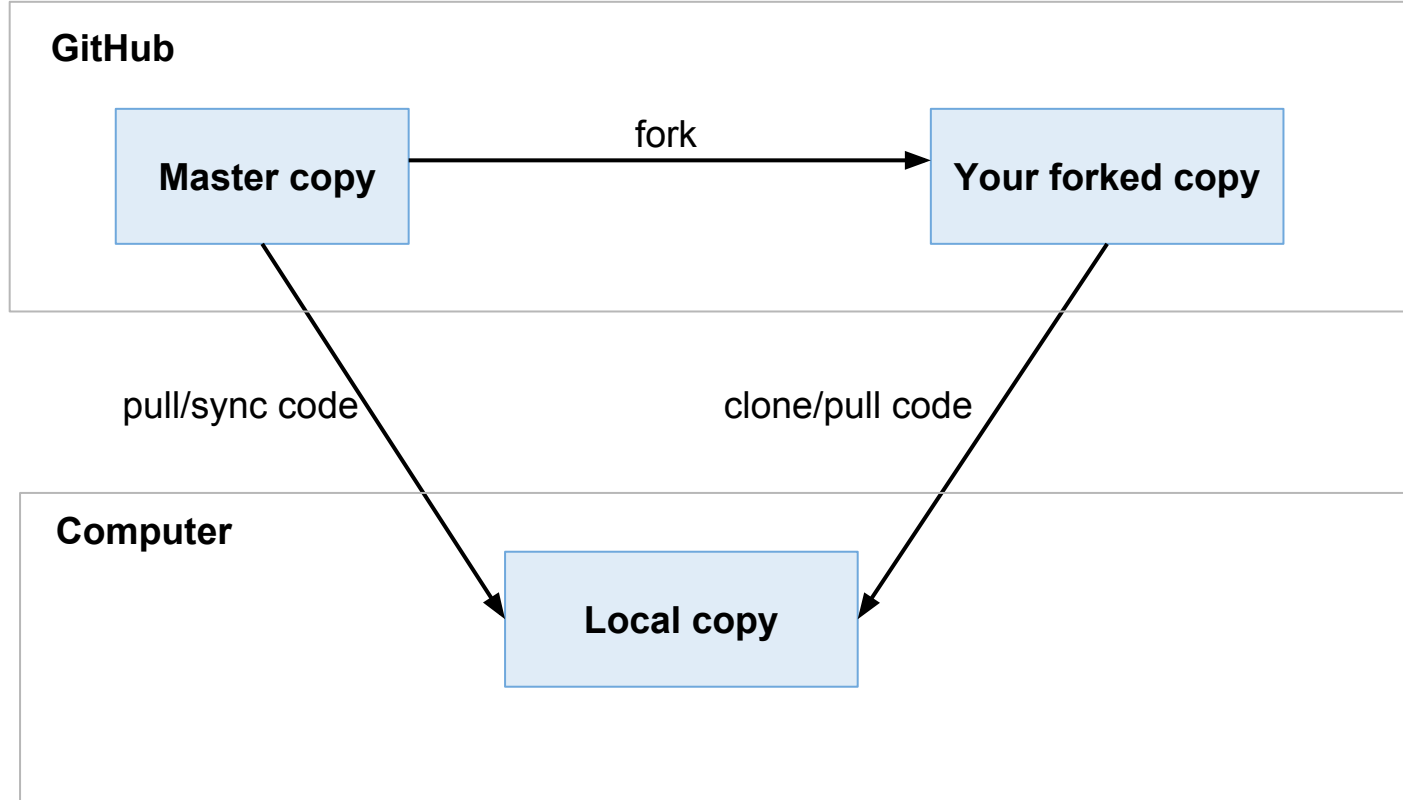 GitHub
fork
Master copy
Your forked copy
pull/sync code
clone/pull code
Computer
Local copy